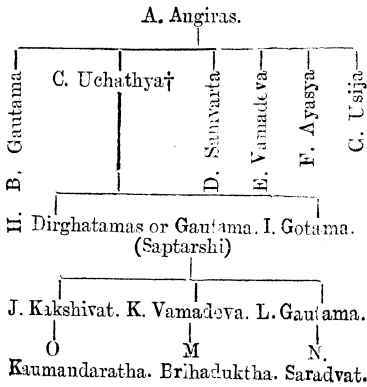 A. Angiras.
B. Gautama
C. Uchathya†
D. Samvarta
E. Vamadeva
F. Ayasya
C. Usija
H. Dirghatamas or Gautama. I. Gotama.
(Saptarshi)
J. Kakshivat. K. Vamadeva. L. Gautama.
O M N.
Kaumandaratha. Brihaduktha. Saradvat.